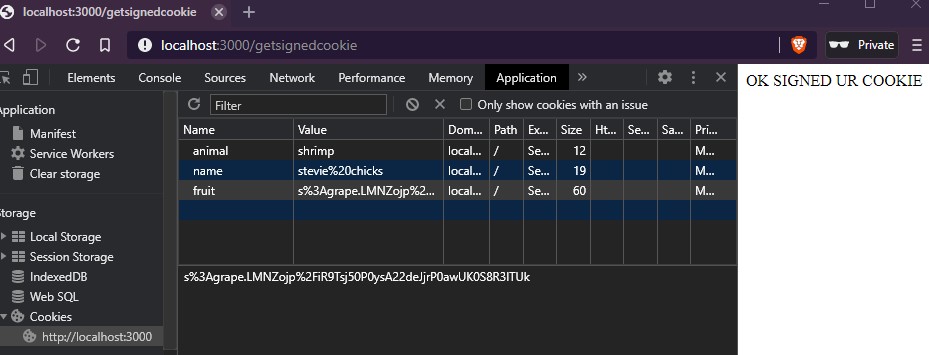 localhost:3000/getsignedcookie
localhost:3000/getsignedcookie
Private
Elements Console Sources Network Performance Memory Application
Application
Manifest
Service Workers
Clear storage
Storage
Local Storage
Session Storage
IndexedDB
Web SQL
Cookies
http://localhost:3000
Filter Only show cookies with an issue
Name Value Dom... Path Ex... Size Ht... Se... Sa... Pri...
animal shrimp local... / Se... 12 M...
name stevie%20chicks local... / Se... 19 M...
fruit s%3Agrape.LMNZojp%2... local... / Se... 60 M...
s%3Agrape.LMNZojp%2FiR9Tsj50P0ysA22deJjrP0awUK0S8R3ITUk
OK SIGNED UR COOKIE